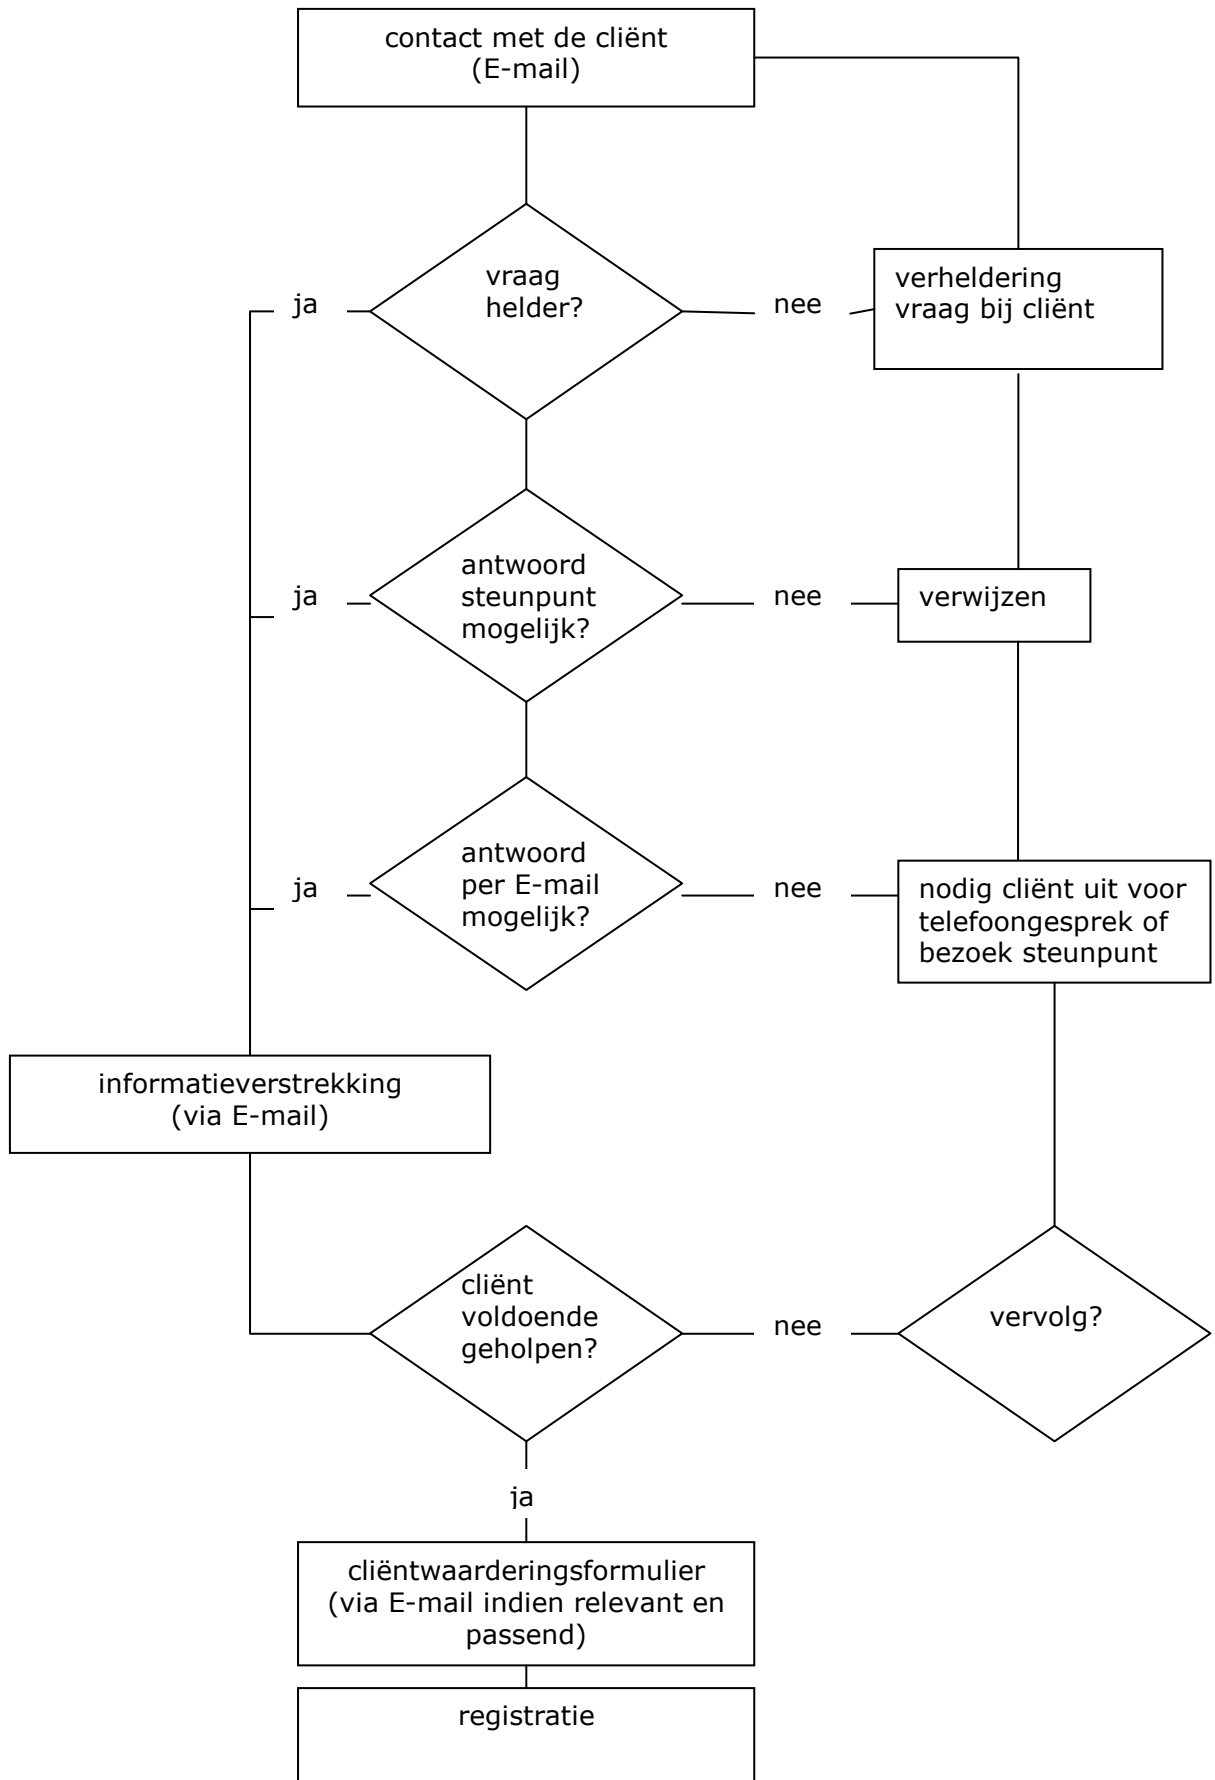 contact met de cliënt
(E-mail)
vraag
helder?
ja
nee
verheldering
vraag bij cliënt
antwoord
steunpunt
mogelijk?
ja
nee
verwijzen
antwoord
per E-mail
mogelijk?
ja
nee
nodig cliënt uit voor
telefoongesprek of
bezoek steunpunt
informatieverstrekking
(via E-mail)
cliënt
voldoende
geholpen?
nee
vervolg?
ja
cliëntwaarderingsformulier
(via E-mail indien relevant en
passend)
registratie